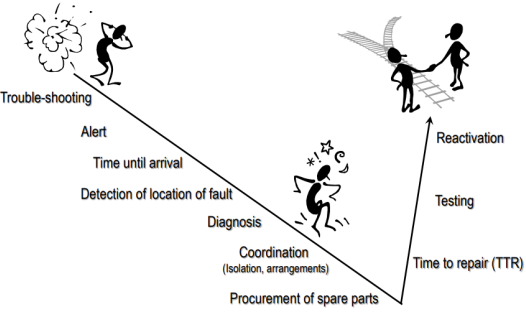 Trouble-shooting
Alert
Time until arrival
Detection of location of fault
Diagnosis
Coordination
(Isolation, arrangements)
Procurement of spare parts
Time to repair (TTR)
Testing
Reactivation